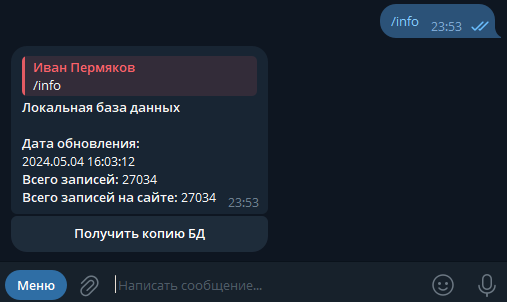 /info
23:53
Иван Пермяков
/info
Локальная база данных
Дата обновления:
2024.05.04 16:03:12
Всего записей: 27034
Всего записей на сайте: 27034
23:53
Получить копию БД
Меню
Написать сообщение...